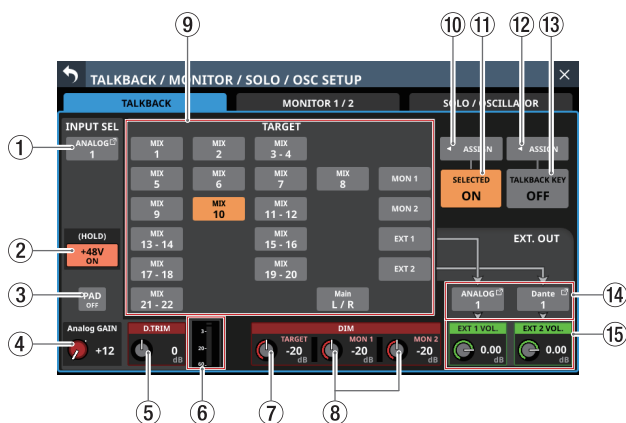 9
10
11
12
13
TALKBACK / MONITOR / SOLO / OSC SETUP
TALKBACK
MONITOR 1 / 2
SOLO / OSCILLATOR
INPUT SEL
TARGET
1
ANALOG
1
MIX
1
MIX
2
MIX
3 - 4
ASSIGN
ASSIGN
MIX
5
MIX
6
MIX
7
MIX
8
MON 1
SELECTED
ON
TALKBACK KEY
OFF
MIX
9
MIX
10
MIX
11 - 12
MON 2
2
(HOLD)
+48V
ON
MIX
13 - 14
MIX
15 - 16
EXT 1
EXT. OUT
MIX
17 - 18
MIX
19 - 20
EXT 2
3
PAD
OFF
MIX
21 - 22
Main
L / R
ANALOG
1
Dante
1
14
4
Analog GAIN
+12
D.TRIM
0
dB
3-
20-
60-
DIM
TARGET
-20
dB
MON 1
-20
dB
MON 2
-20
dB
EXT 1 VOL.
0.00
dB
EXT 2 VOL.
0.00
dB
15
5
6
7
8